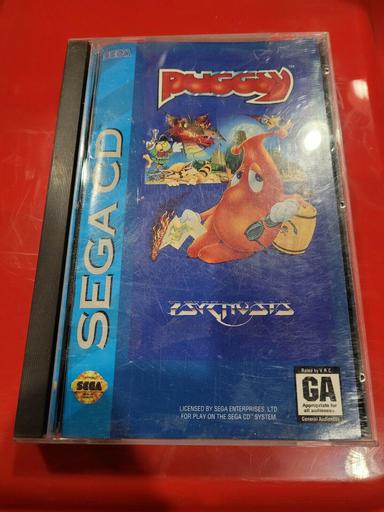 SEGA
PUGGSY™
SEGA CD
PSYGNOSIS
SEGA
LICENSED BY SEGA ENTERPRISES, LTD
FOR PLAY ON THE SEGA CD™ SYSTEM.
Rated by V.R.C.
GA
Appropriate for
all audiences.
General Audiences